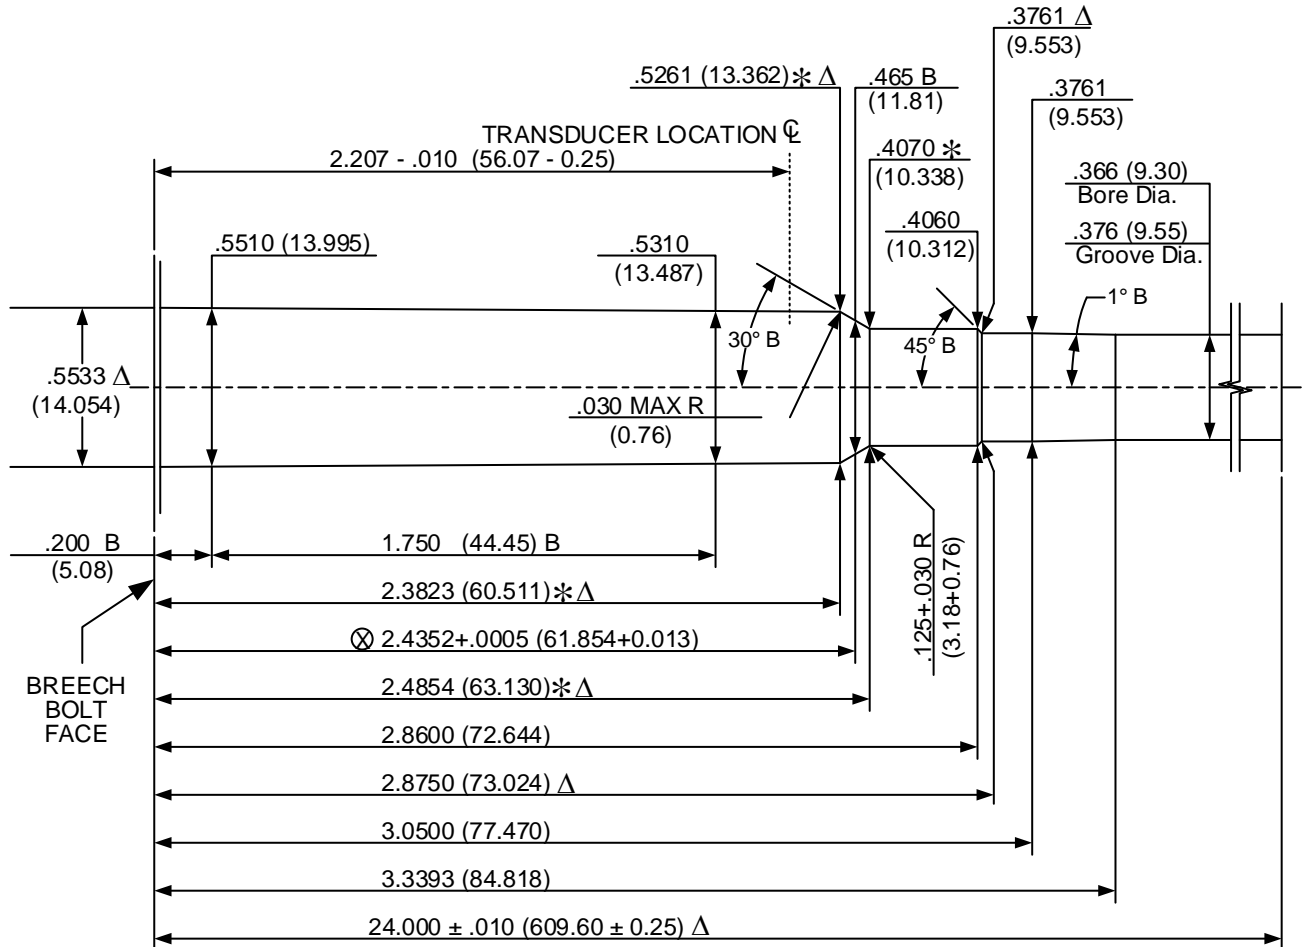 .3761 Δ
(9.553)
.5261 (13.362)✻ Δ
.465 B
(11.81)
.3761
(9.553)
TRANSDUCER LOCATION ℄
2.207 - .010 (56.07 - 0.25)
.4070 ✻
(10.338)
.366 (9.30)
Bore Dia.
.5510 (13.995)
.5310
(13.487)
.4060
(10.312)
.376 (9.55)
Groove Dia.
1° B
30° B
45° B
.5533 Δ
(14.054)
.030 MAX R
(0.76)
.200 B
(5.08)
1.750 (44.45) B
.125+.030 R
(3.18+0.76)
2.3823 (60.511)✻ Δ
⊗ 2.4352+.0005 (61.854+0.013)
BREECH
BOLT
FACE
2.4854 (63.130)✻ Δ
2.8600 (72.644)
2.8750 (73.024) Δ
3.0500 (77.470)
3.3393 (84.818)
24.000 ± .010 (609.60 ± 0.25) Δ